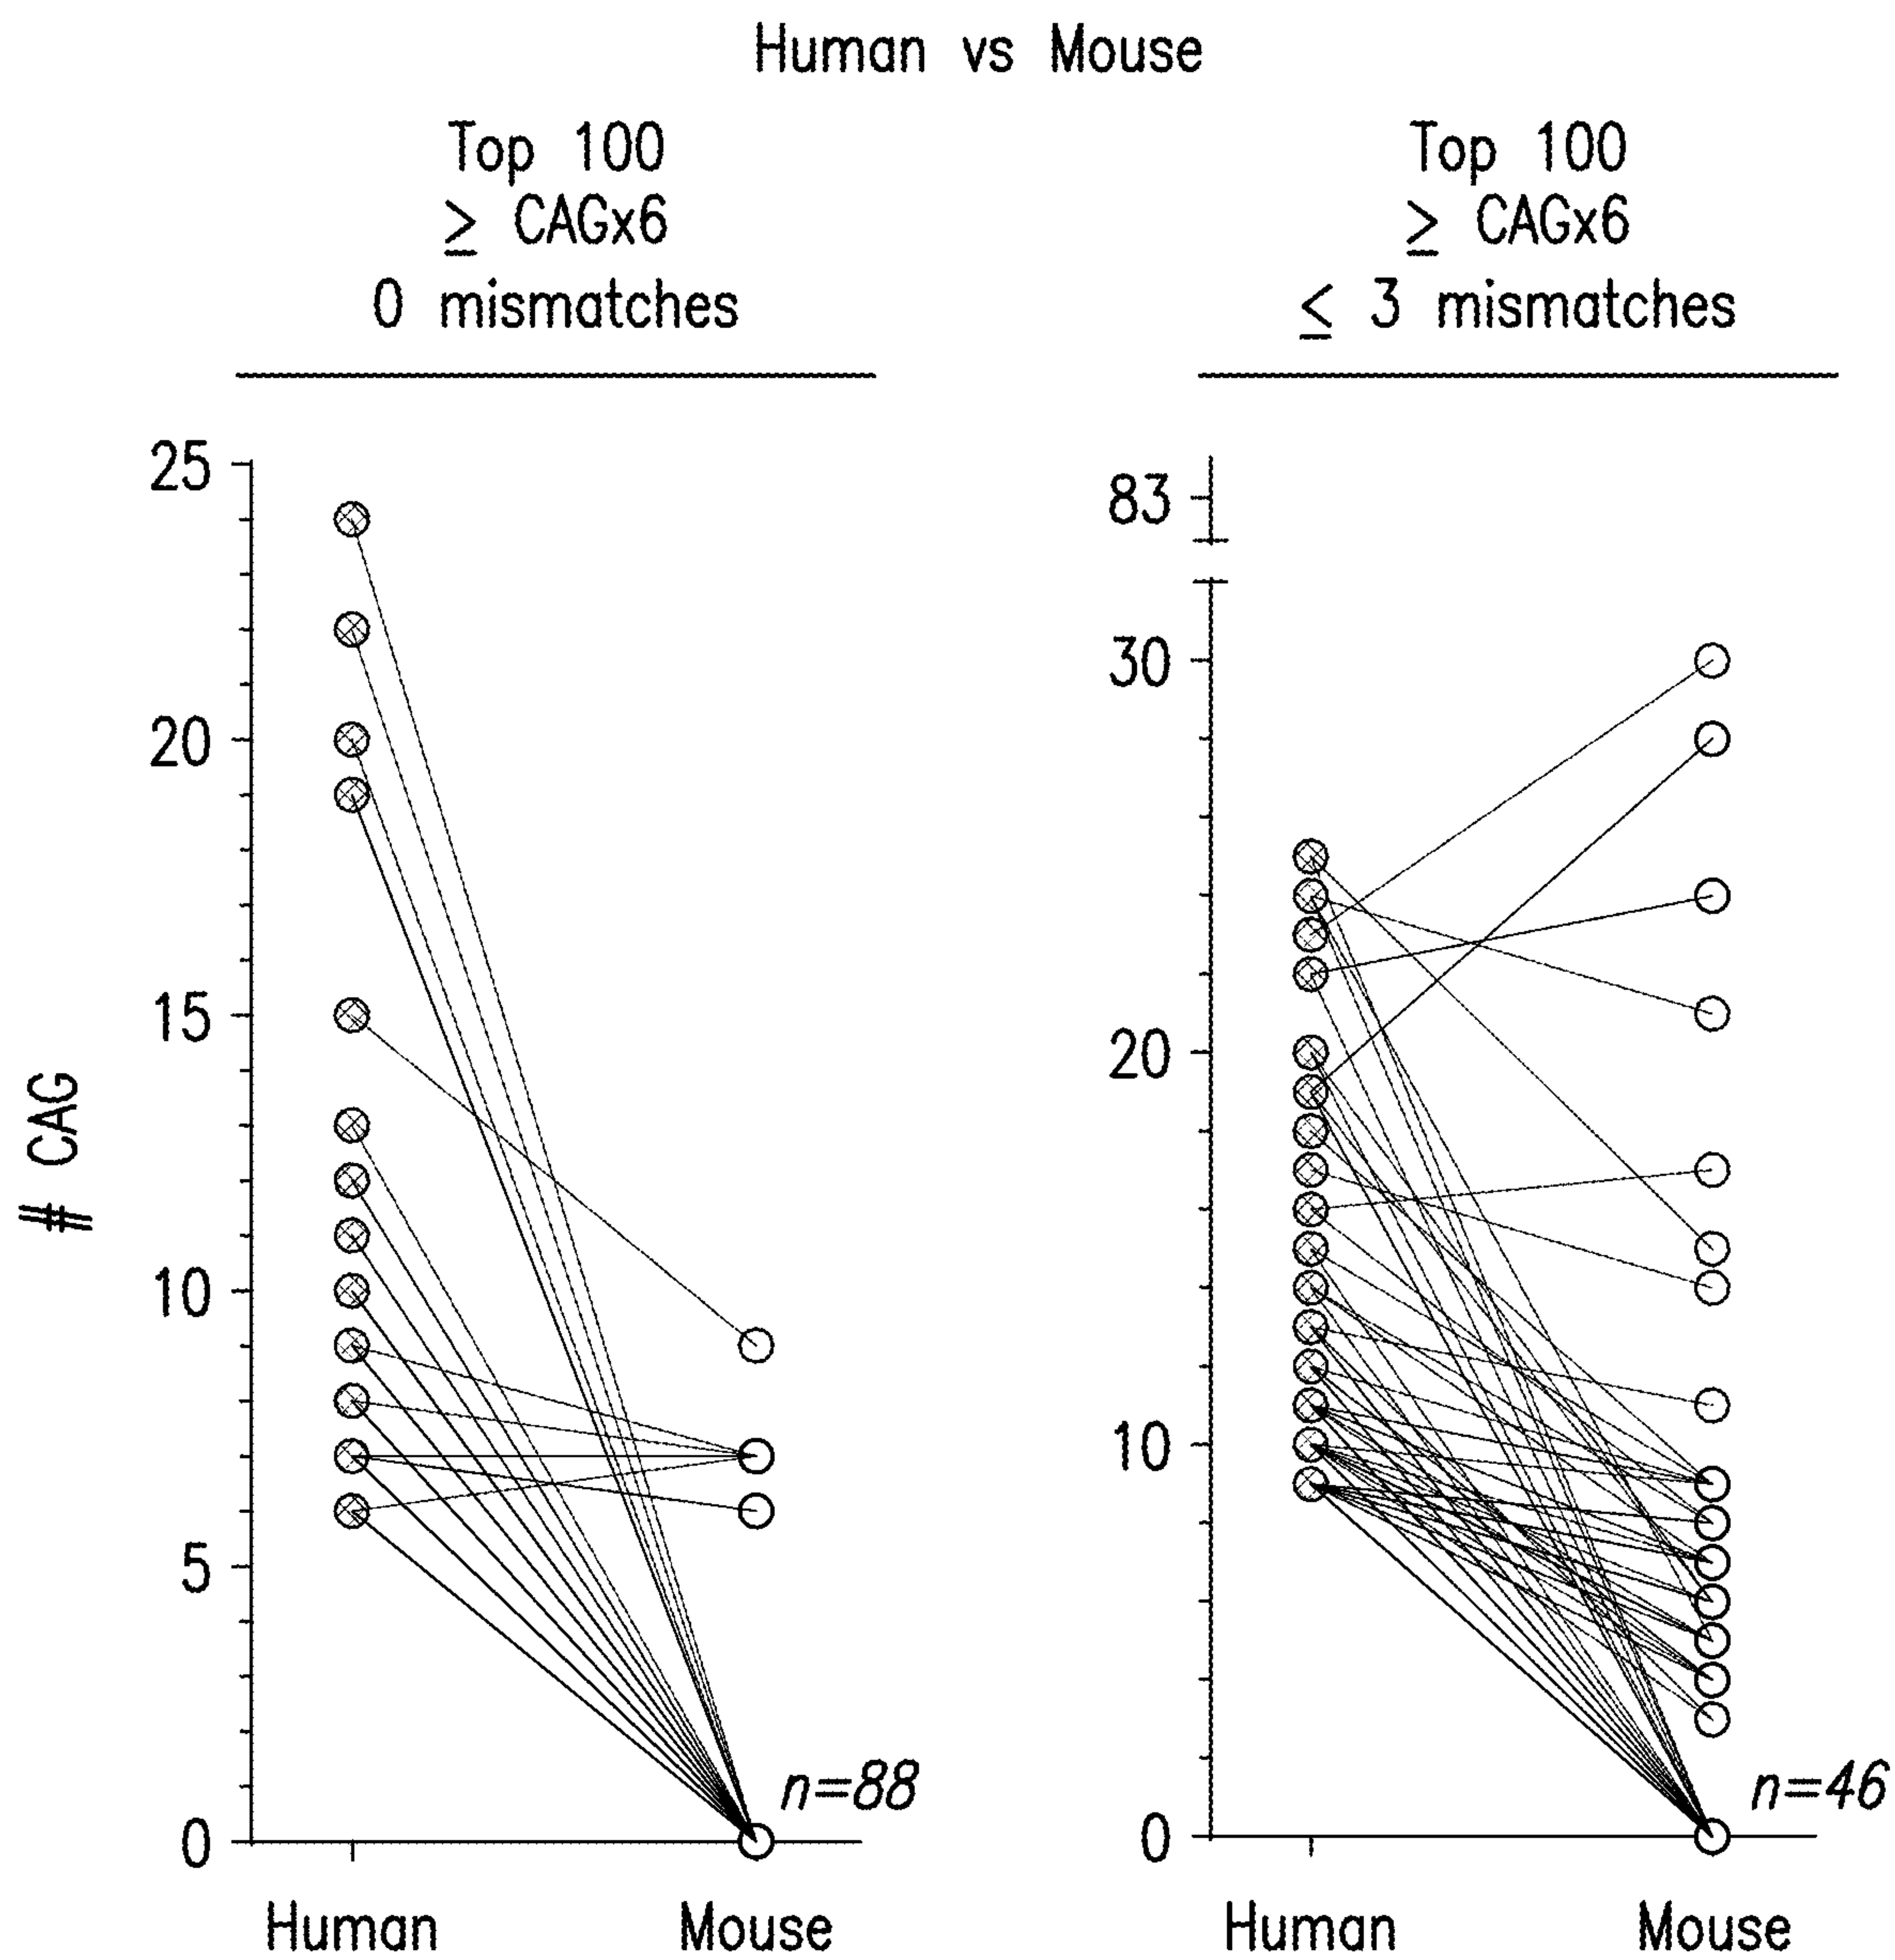 Human vs Mouse
Top 100
≥ CAGx6
0 mismatches
# CAG
25
20
15
10
5
0
n=88
Human
Mouse
Top 100
≥ CAGx6
≤ 3 mismatches
83
30
20
10
0
n=46
Human
Mouse